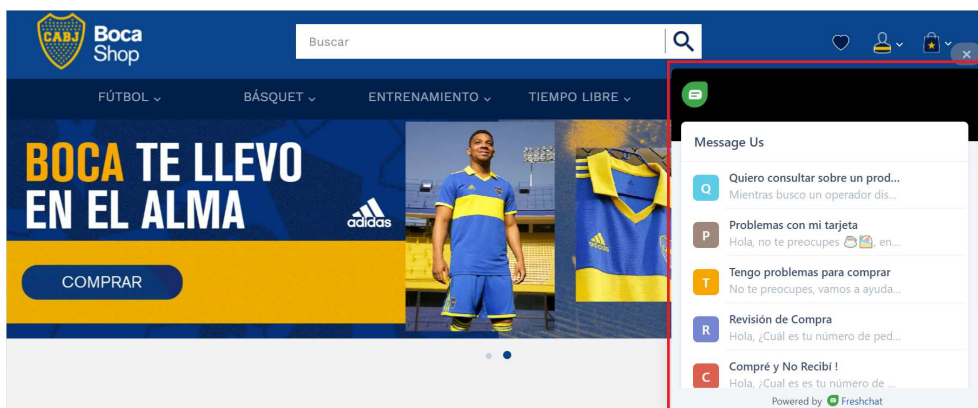 CABJ
Boca
Shop
Buscar
FÚTBOL
BÁSQUET
ENTRENAMIENTO
TIEMPO LIBRE
BOCA TE LLEVO
EN EL ALMA
adidas
COMPRAR
Message Us
Q
Quiero consultar sobre un prod...
Mientras busco un operador dis...
P
Problemas con mi tarjeta
Hola, no te preocupes, en...
T
Tengo problemas para comprar
No te preocupes, vamos a ayuda...
R
Revisión de Compra
Hola, ¿Cuál es tu número de ped...
C
Compré y No Recibí !
Hola, ¿Cual es es tu número de ...
Powered by Freshchat